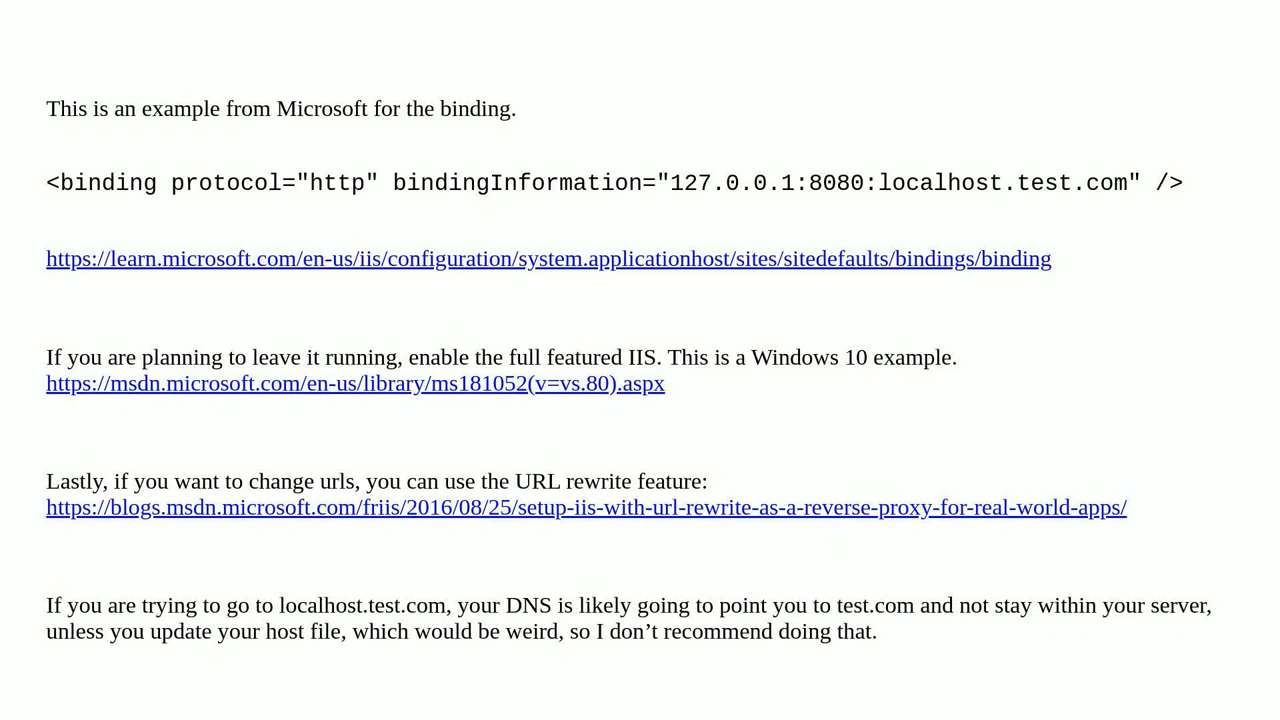 This is an example from Microsoft for the binding.
<binding protocol="http" bindingInformation="127.0.0.1:8080:localhost.test.com" />
https://learn.microsoft.com/en-us/iis/configuration/system.applicationhost/sites/sitedefaults/bindings/binding
If you are planning to leave it running, enable the full featured IIS. This is a Windows 10 example.
https://msdn.microsoft.com/en-us/library/ms181052(v=vs.80).aspx
Lastly, if you want to change urls, you can use the URL rewrite feature:
https://blogs.msdn.microsoft.com/friis/2016/08/25/setup-iis-with-url-rewrite-as-a-reverse-proxy-for-real-world-apps/
If you are trying to go to localhost.test.com, your DNS is likely going to point you to test.com and not stay within your server,
unless you update your host file, which would be weird, so I don’t recommend doing that.